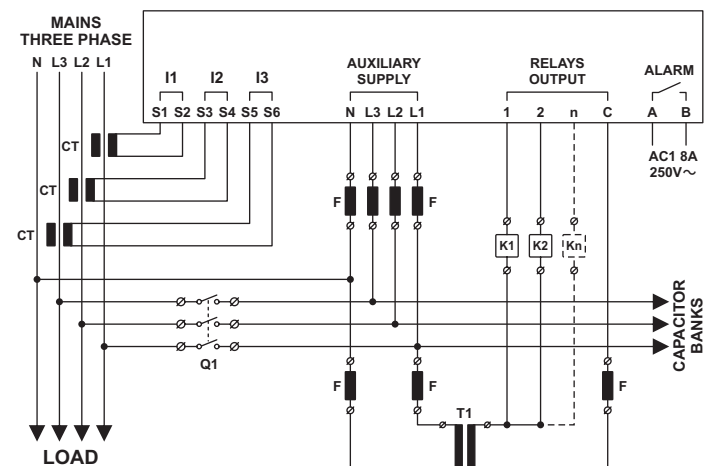 MAINS
THREE PHASE
N L3 L2 L1
I1 I2 I3
S1 S2 S3 S4 S5 S6
AUXILIARY
SUPPLY
N L3 L2 L1
RELAYS
OUTPUT
1 2 n C
ALARM
A B
AC1 8A
250V~
CT
CT
CT
F F
K1 K2 Kn
Q1
F F F
T1
CAPACITOR
BANKS
LOAD